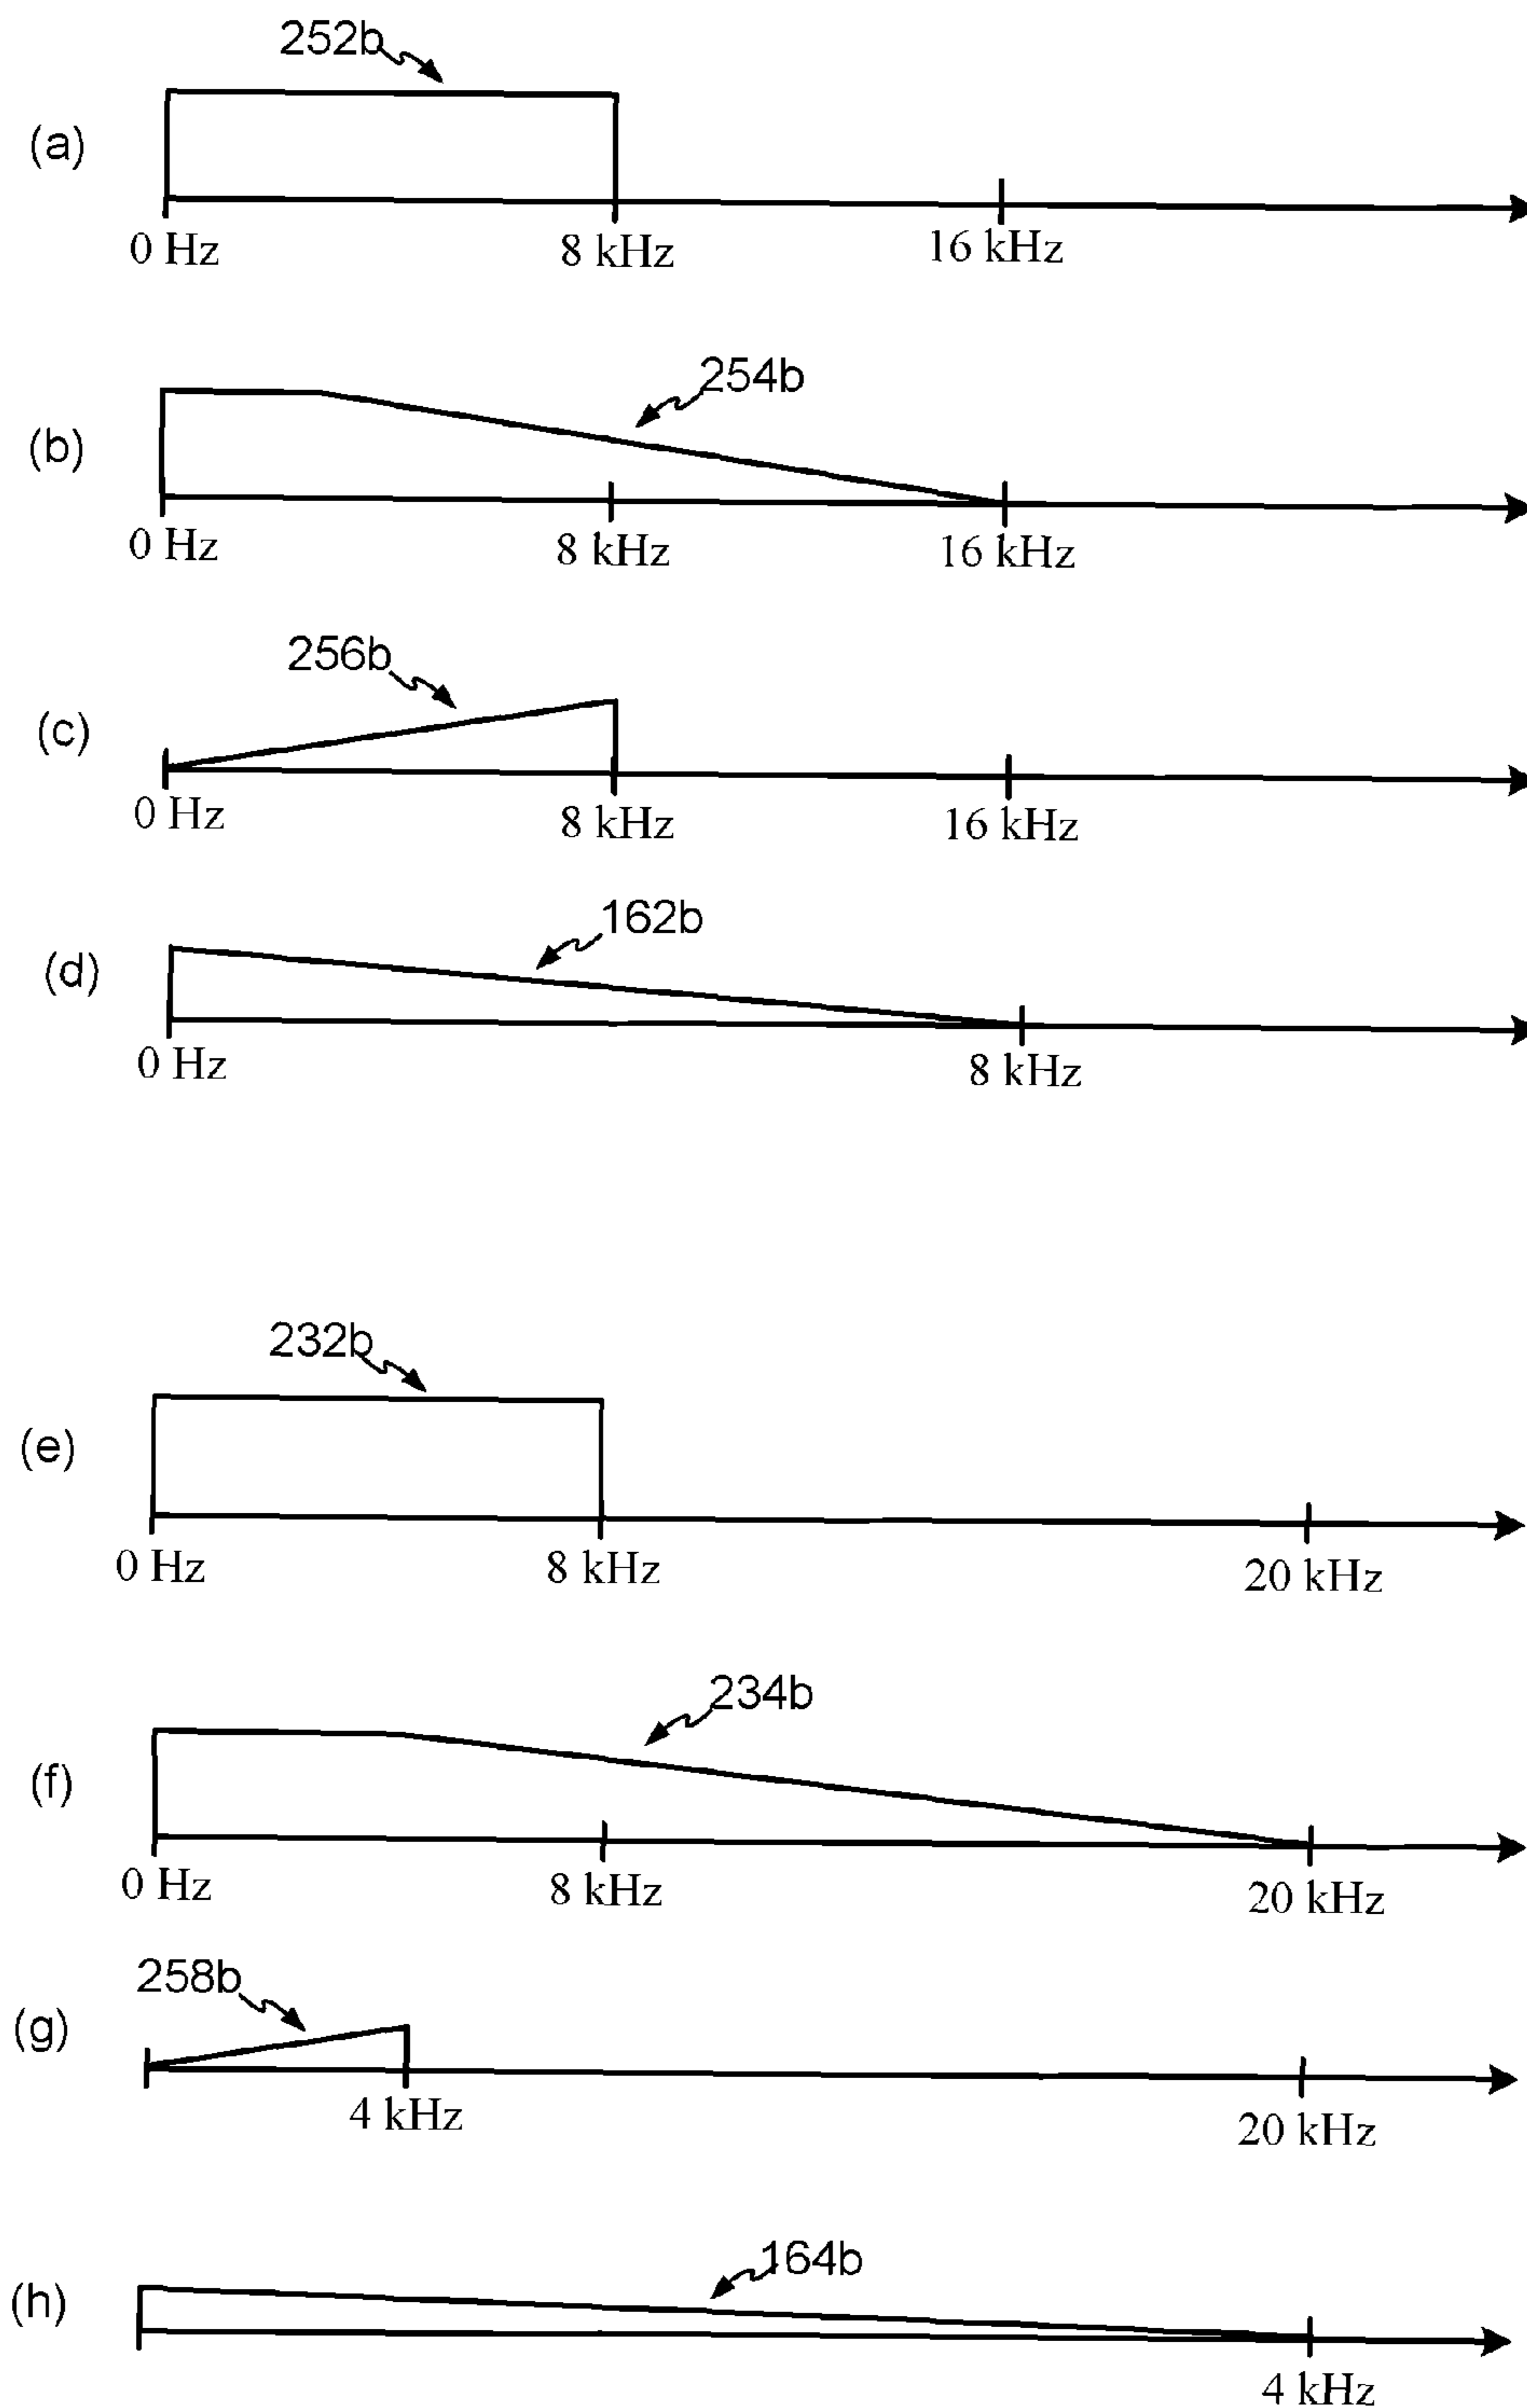 252b
(a)
0 Hz 8 kHz 16 kHz
254b
(b)
0 Hz 8 kHz 16 kHz
256b
(c)
0 Hz 8 kHz 16 kHz
162b
(d)
0 Hz 8 kHz
232b
(e)
0 Hz 8 kHz 20 kHz
234b
(f)
0 Hz 8 kHz 20 kHz
258b
(g)
4 kHz 20 kHz
164b
(h)
4 kHz